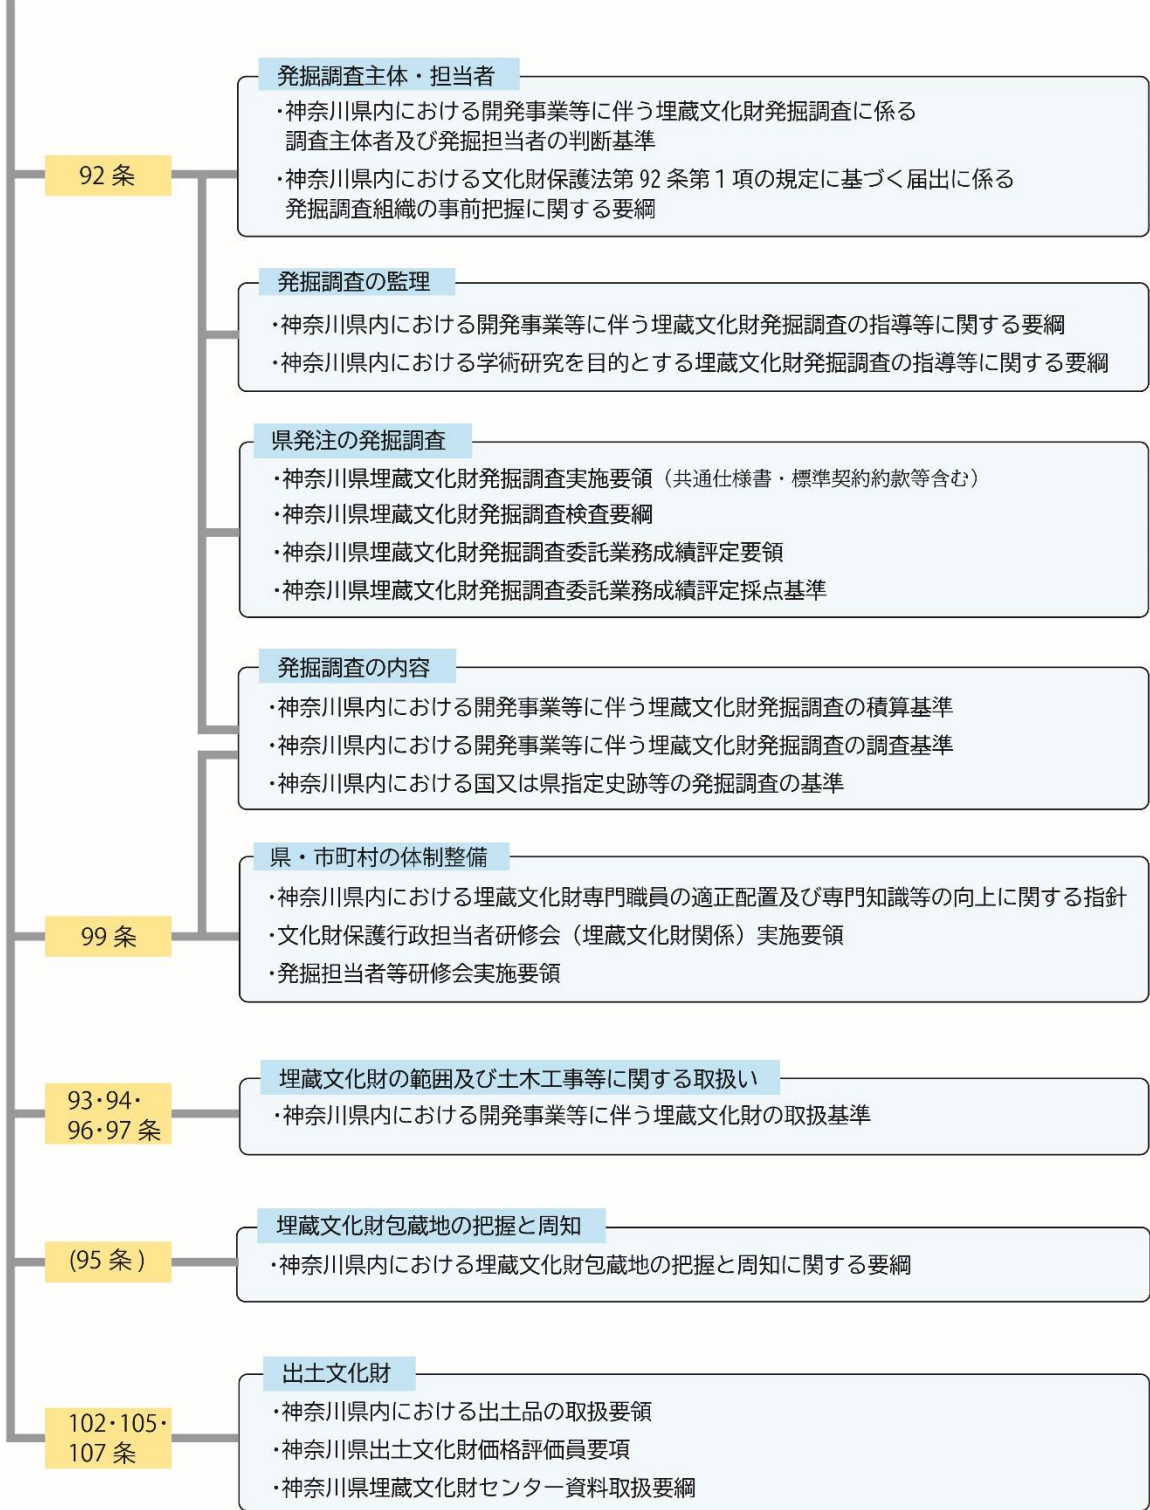 発掘調査主体・担当者
・神奈川県内における開発事業等に伴う埋蔵文化財発掘調査に係る
調査主体者及び発掘担当者の判断基準
92 条
・神奈川県内における文化財保護法第 92 条第 1 項の規定に基づく届出に係る
発掘調査組織の事前把握に関する要綱
発掘調査の監理
・神奈川県内における開発事業等に伴う埋蔵文化財発掘調査の指導等に関する要綱
・神奈川県内における学術研究を目的とする埋蔵文化財発掘調査の指導等に関する要綱
県発注の発掘調査
・神奈川県埋蔵文化財発掘調査実施要領（共通仕様書・標準契約約款等含む）
・神奈川県埋蔵文化財発掘調査検査要綱
・神奈川県埋蔵文化財発掘調査委託業務成績評定要領
・神奈川県埋蔵文化財発掘調査委託業務成績評定採点基準
発掘調査の内容
・神奈川県内における開発事業等に伴う埋蔵文化財発掘調査の積算基準
・神奈川県内における開発事業等に伴う埋蔵文化財発掘調査の調査基準
・神奈川県内における国又は県指定史跡等の発掘調査の基準
県・市町村の体制整備
・神奈川県内における埋蔵文化財専門職員の適正配置及び専門知識等の向上に関する指針
99 条
・文化財保護行政担当者研修会（埋蔵文化財関係）実施要領
・発掘担当者等研修会実施要領
埋蔵文化財の範囲及び土木工事等に関する取扱い
93・94・
96・97 条
・神奈川県内における開発事業等に伴う埋蔵文化財の取扱基準
埋蔵文化財包蔵地の把握と周知
(95 条 )
・神奈川県内における埋蔵文化財包蔵地の把握と周知に関する要綱
出土文化財
・神奈川県内における出土品の取扱要領
102・105・
107 条
・神奈川県出土文化財価格評価員要項
・神奈川県埋蔵文化財センター資料取扱要綱